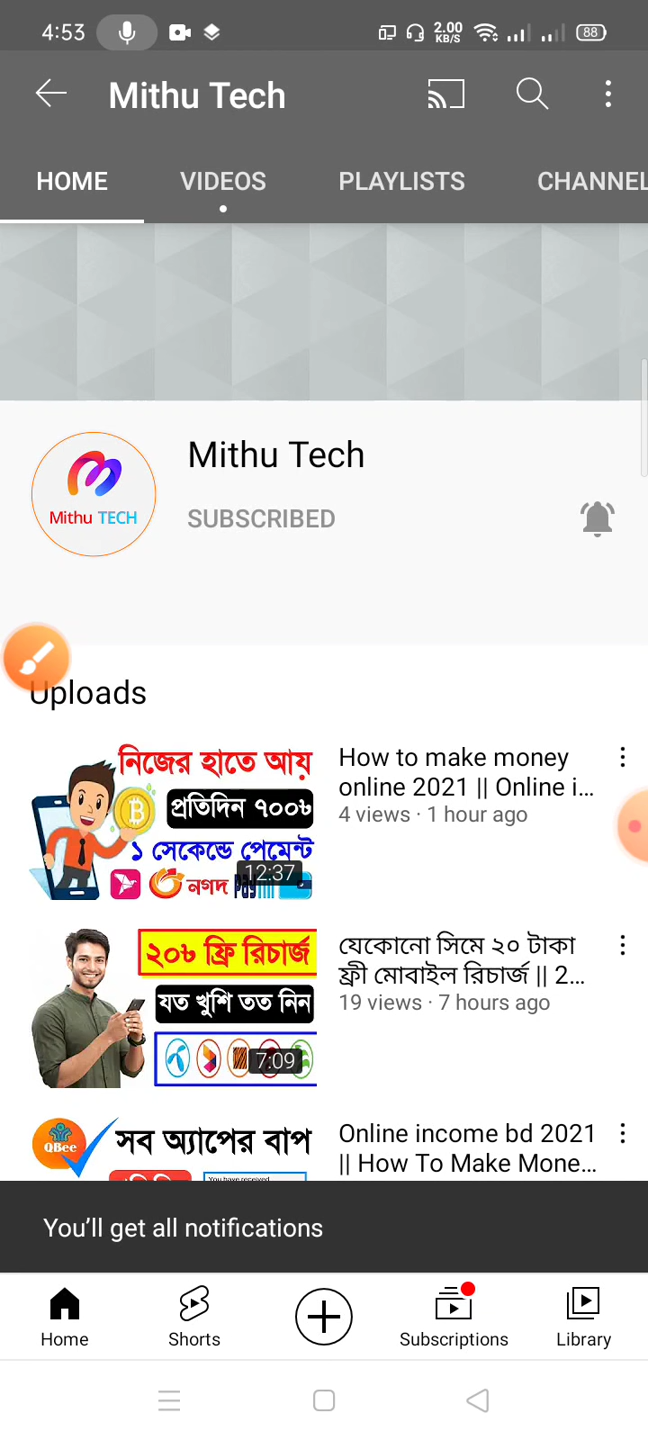 4:53
2.00
KB/S
88
Mithu Tech
HOME
VIDEOS
PLAYLISTS
CHANNEL
Mithu TECH
Mithu Tech
SUBSCRIBED
Uploads
নিজের হাতে আয়
প্রতিদিন ৭০০৳
১ সেকেন্ডে পেমেন্ট
নগদ
12:37
How to make money
online 2021 || Online i...
4 views · 1 hour ago
২০৳ ফ্রি রিচার্জ
যত খুশি তত নিন
7:09
যেকোনো সিমে ২০ টাকা
ফ্রী মোবাইল রিচার্জ || 2...
19 views · 7 hours ago
QBee
সব অ্যাপের বাপ
You have received
Online income bd 2021
|| How To Make Mone...
You’ll get all notifications
Home
Shorts
Subscriptions
Library